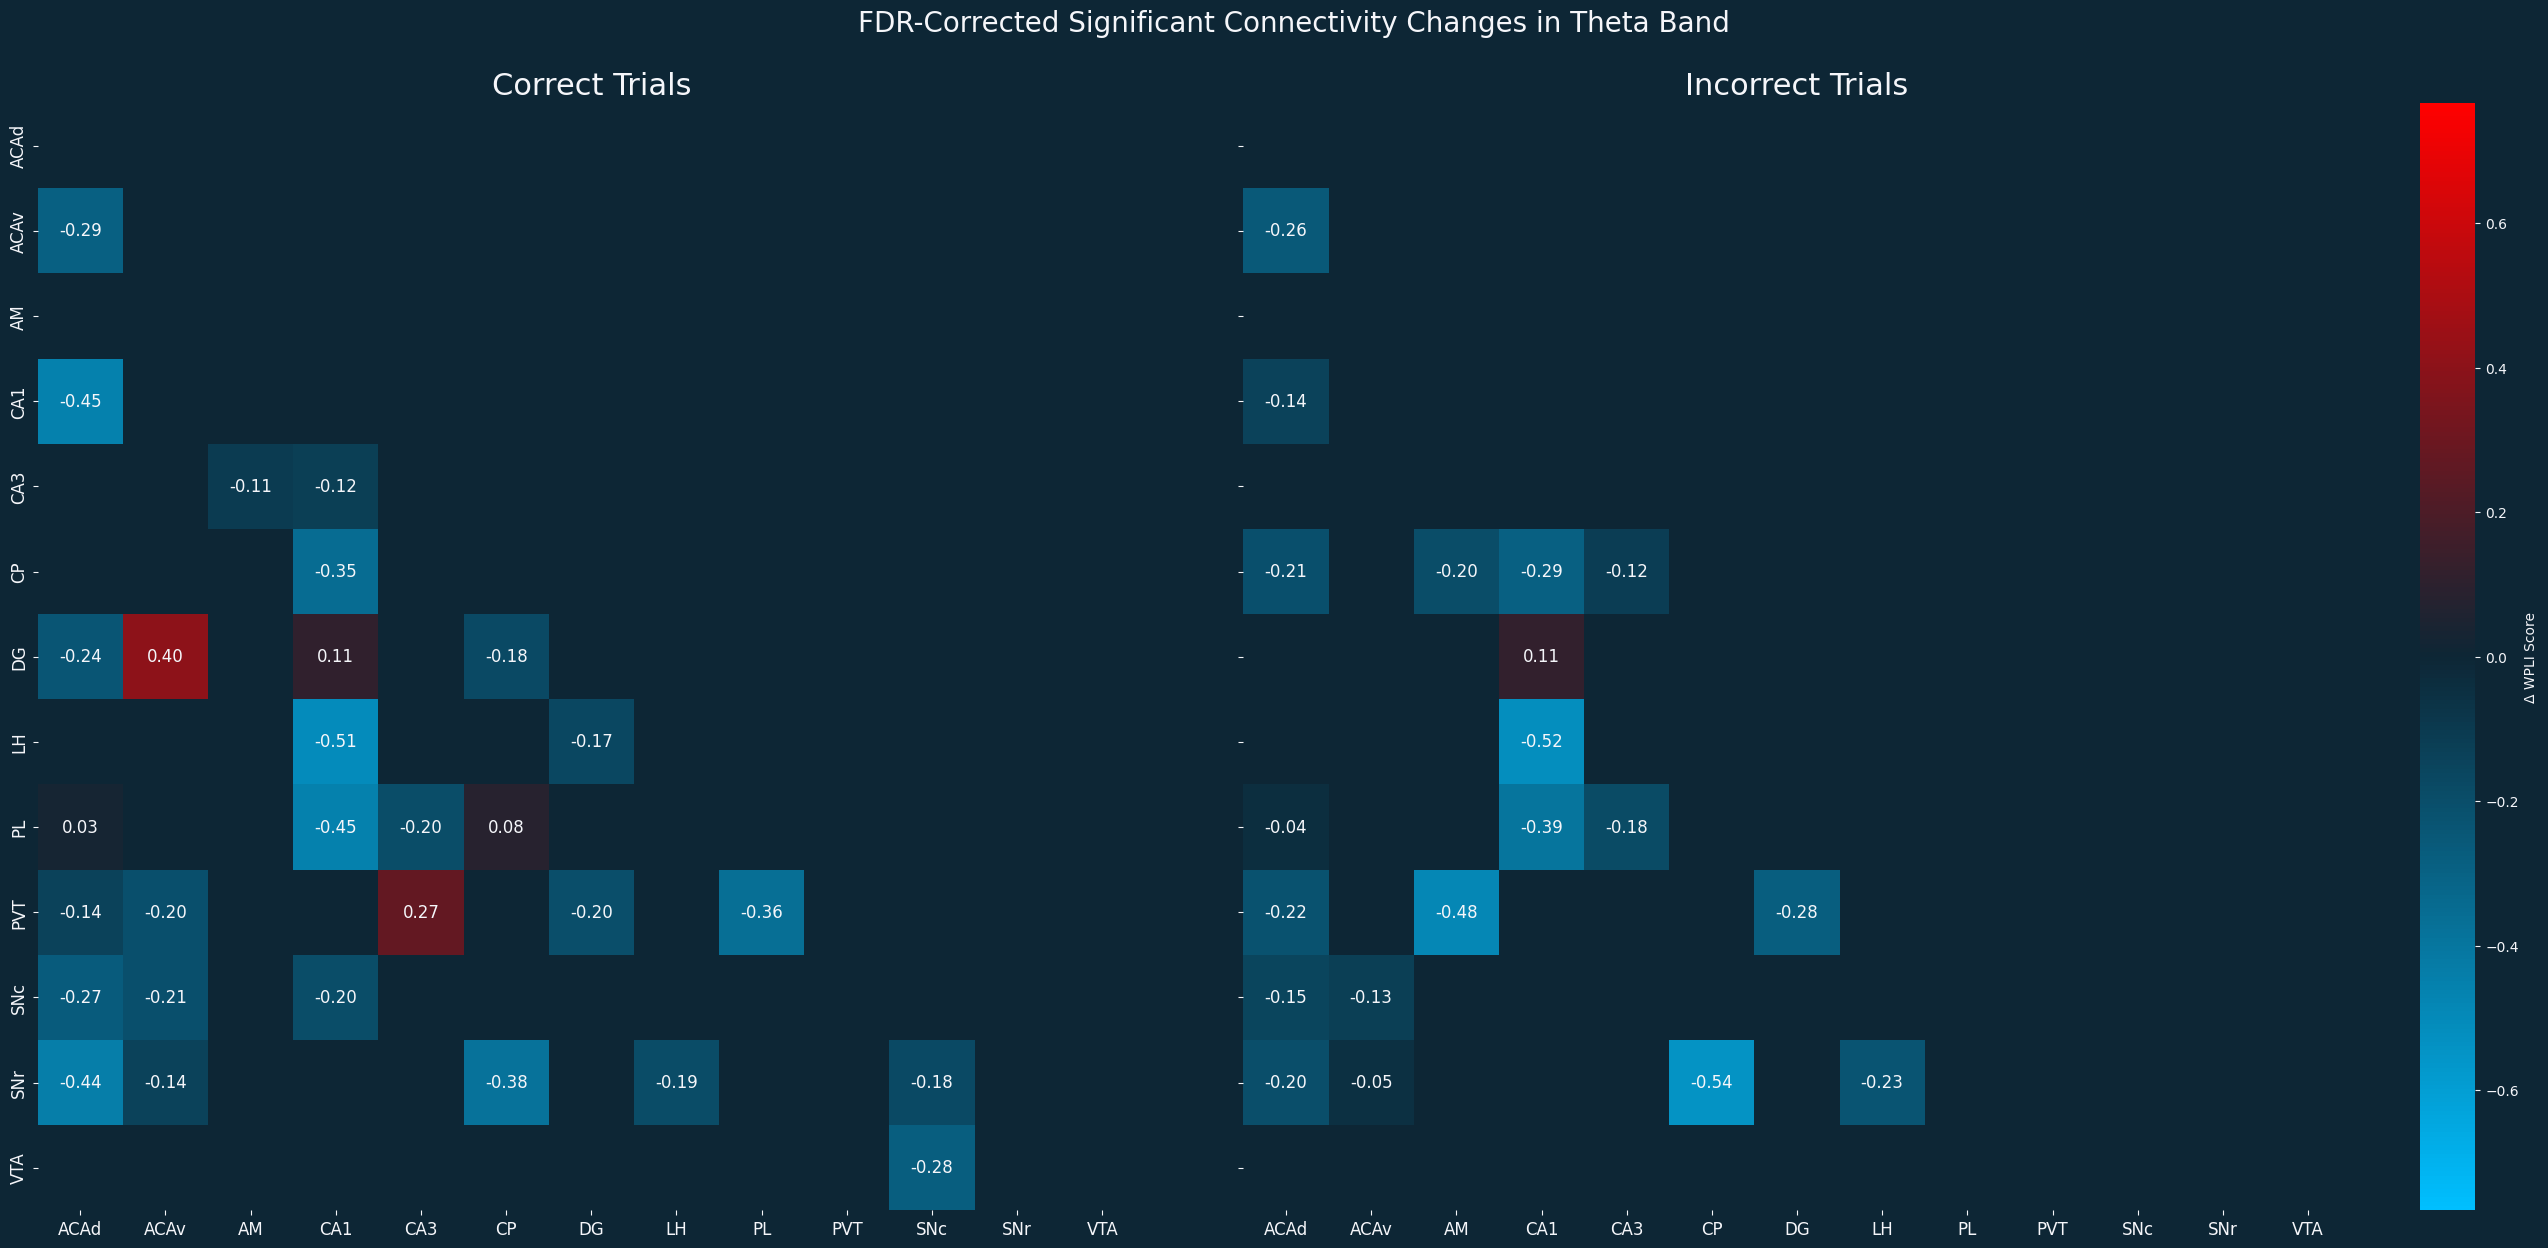 FDR-Corrected Significant Connectivity Changes in Theta Band
Correct Trials
Incorrect Trials
ACAd
ACAv
-0.29
-0.26
AM
CA1
-0.45
-0.14
CA3
-0.11 -0.12
CP
-0.35
-0.21 -0.20 -0.29 -0.12
DG
-0.24 0.40 0.11 -0.18
0.11
LH
-0.51 -0.17
-0.52
PL
0.03 -0.45 -0.20 0.08
-0.04 -0.39 -0.18
PVT
-0.14 -0.20 0.27 -0.20 -0.36
-0.22 -0.48 -0.28
SNc
-0.27 -0.21 -0.20
-0.15 -0.13
SNr
-0.44 -0.14 -0.38 -0.19 -0.18
-0.20 -0.05 -0.54 -0.23
VTA
-0.28
ACAd ACAv AM CA1 CA3 CP DG LH PL PVT SNc SNr VTA
ACAd ACAv AM CA1 CA3 CP DG LH PL PVT SNc SNr VTA
0.6
0.4
0.2
0.0
−0.2
−0.4
−0.6
Δ WPLI Score